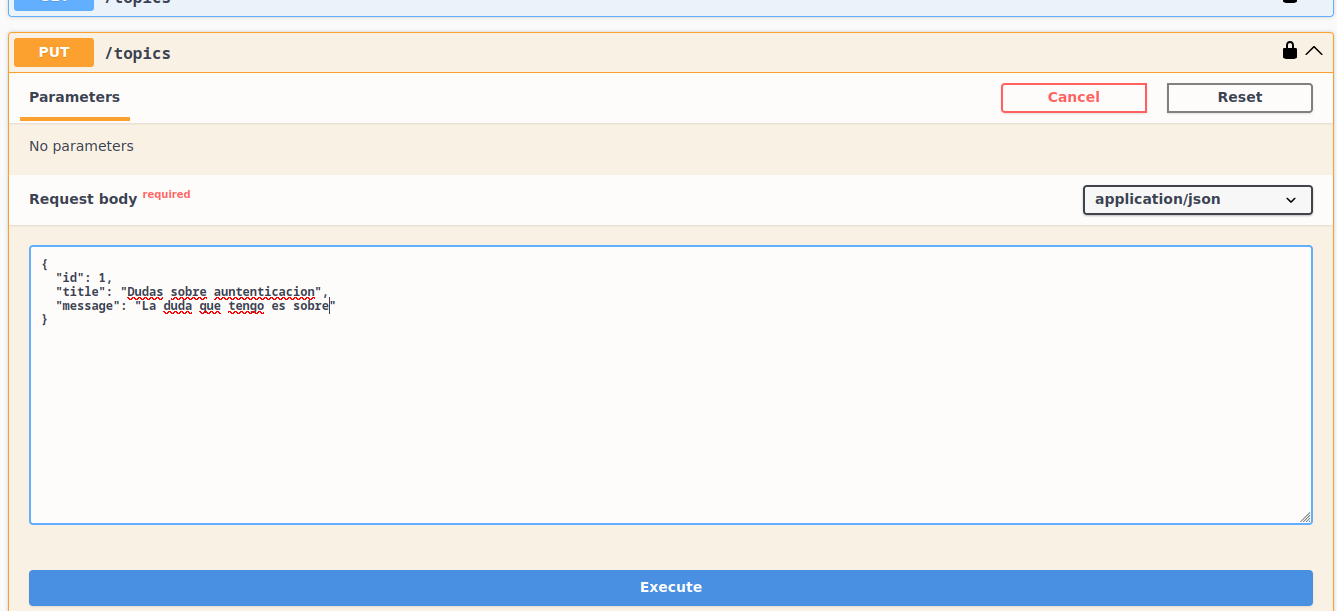 /topics
PUT /topics
Parameters Cancel Reset
No parameters
Request body required application/json
{
"id": 1,
"title": "Dudas sobre auntenticacion",
"message": "La duda que tengo es sobre"
}
Execute